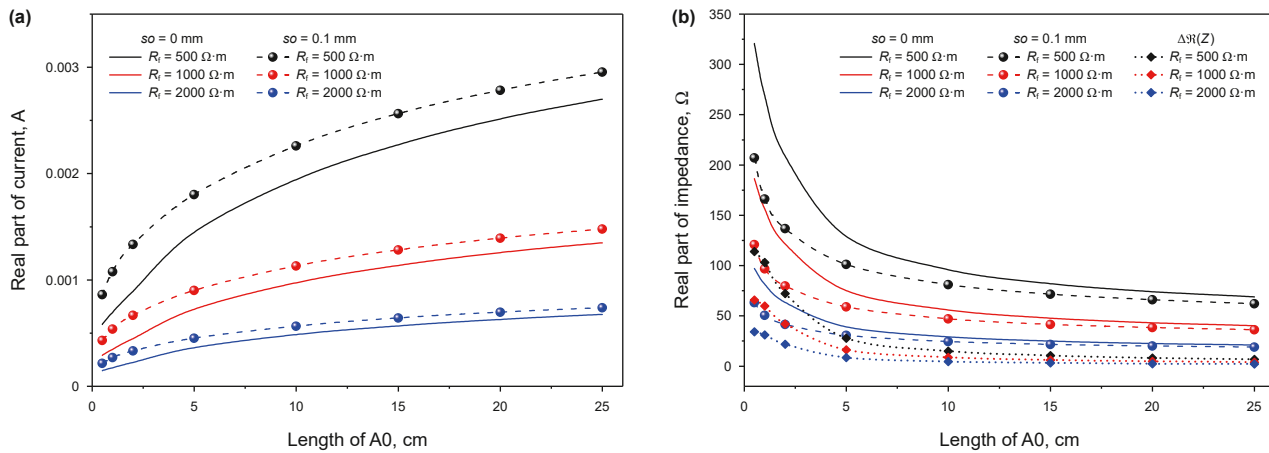 (a)
so = 0 mm
so = 0.1 mm
Rf = 500 Ω·m
Rf = 500 Ω·m
Rf = 1000 Ω·m
Rf = 1000 Ω·m
Rf = 2000 Ω·m
Rf = 2000 Ω·m
Real part of current, A
0.003
0.002
0.001
0
0 5 10 15 20 25
Length of A0, cm
(b)
so = 0 mm
so = 0.1 mm
Δℜ(Z)
Rf = 500 Ω·m
Rf = 500 Ω·m
Rf = 500 Ω·m
Rf = 1000 Ω·m
Rf = 1000 Ω·m
Rf = 1000 Ω·m
Rf = 2000 Ω·m
Rf = 2000 Ω·m
Rf = 2000 Ω·m
Real part of impedance, Ω
350
300
250
200
150
100
50
0
0 5 10 15 20 25
Length of A0, cm